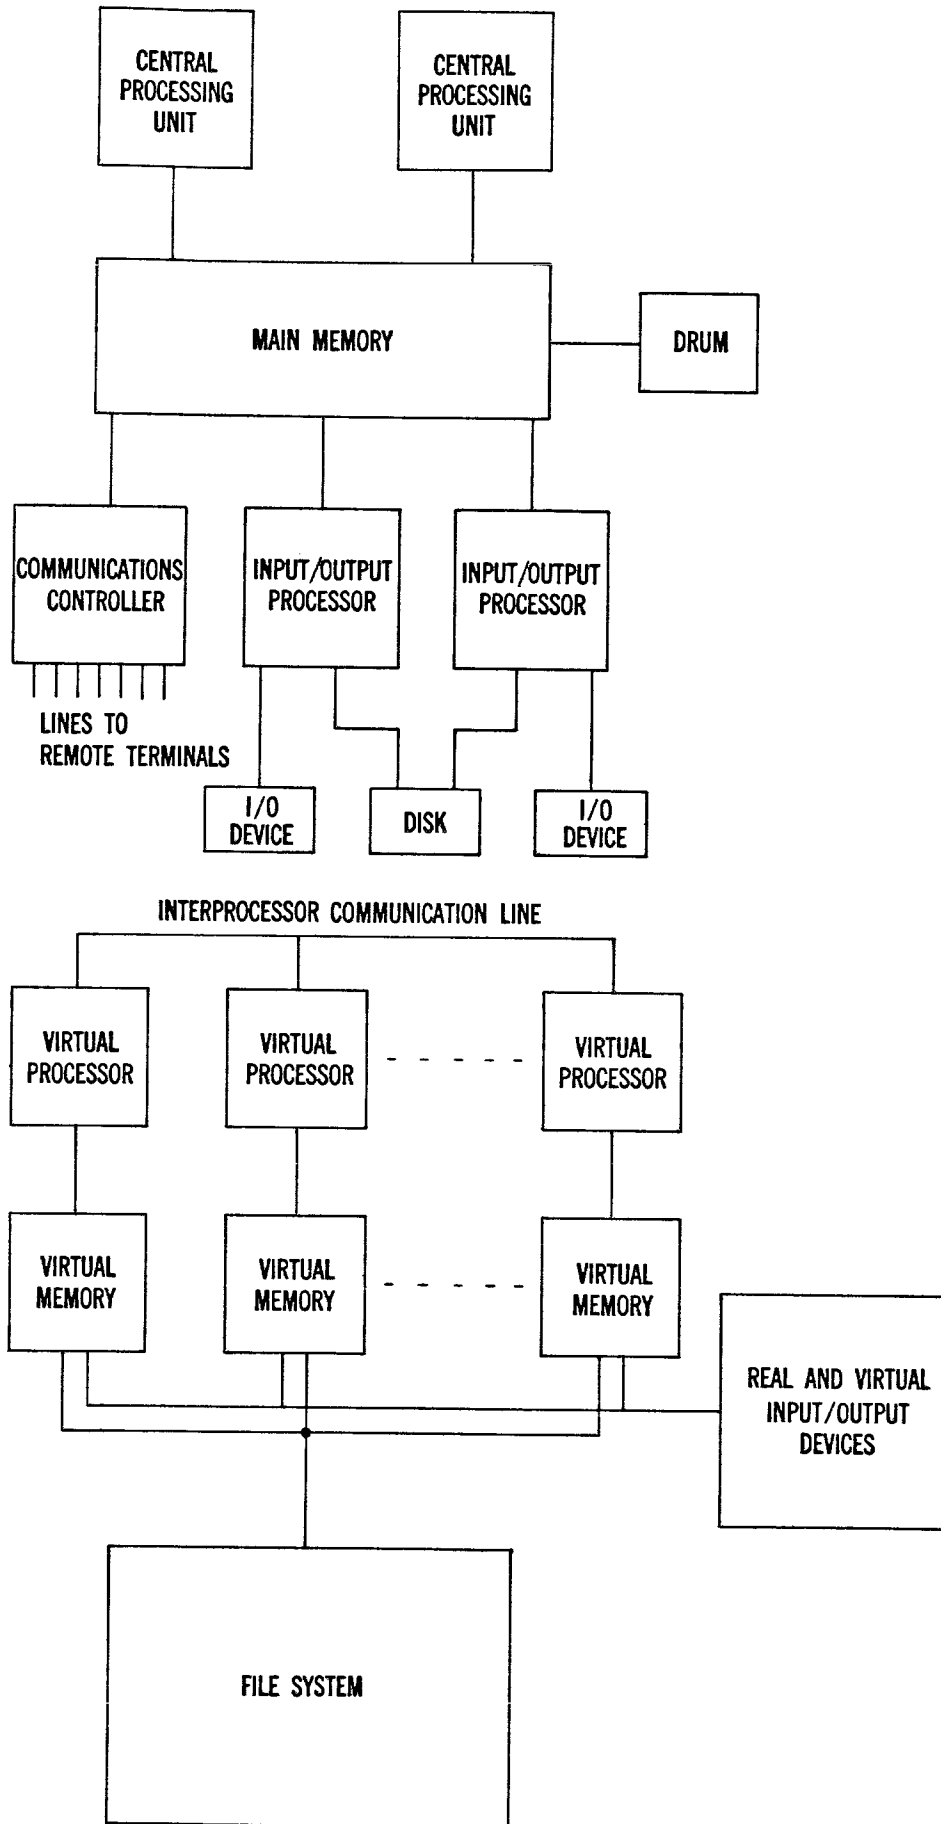 CENTRAL
PROCESSING
UNIT
CENTRAL
PROCESSING
UNIT
MAIN MEMORY
DRUM
COMMUNICATIONS
CONTROLLER
INPUT/OUTPUT
PROCESSOR
INPUT/OUTPUT
PROCESSOR
LINES TO
REMOTE TERMINALS
I/O
DEVICE
DISK
I/O
DEVICE
INTERPROCESSOR COMMUNICATION LINE
VIRTUAL
PROCESSOR
VIRTUAL
PROCESSOR
VIRTUAL
PROCESSOR
VIRTUAL
MEMORY
VIRTUAL
MEMORY
VIRTUAL
MEMORY
REAL AND VIRTUAL
INPUT/OUTPUT
DEVICES
FILE SYSTEM